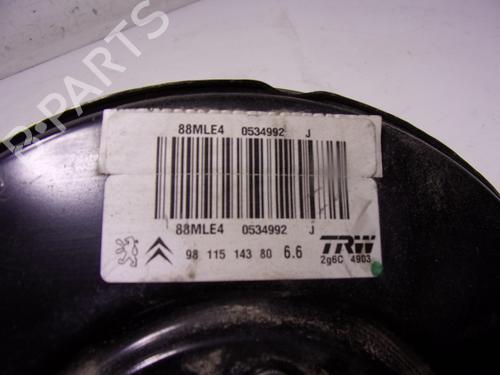 B-PARTS
88MLE4 0534992 J
88MLE4 0534992 J
98 115 143 80 6.6
TRW
2g6C 4903